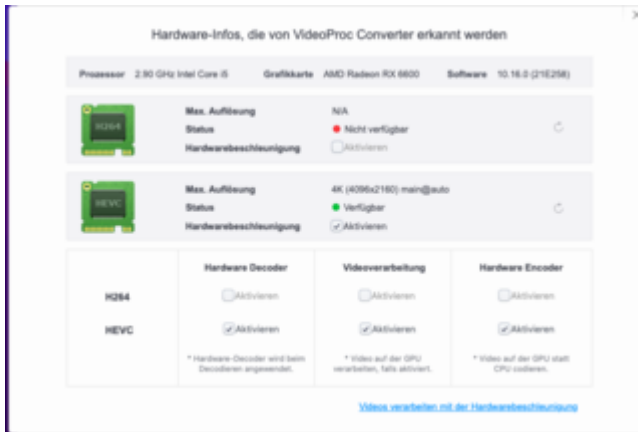 Hardware-Infos, die von VideoProc Converter erkannt werden
Prozessor 2.90 GHz Intel Core i5 Grafikkarte AMD Radeon RX 6600 Software 10.16.0 (21E258)
H264
Max. Auflösung N/A
Status Nicht verfügbar
Hardwarebeschleunigung Aktivieren
HEVC
Max. Auflösung 4K (4096x2160) main@auto
Status Verfügbar
Hardwarebeschleunigung Aktivieren
Hardware Decoder Videoverarbeitung Hardware Encoder
H264 Aktivieren Aktivieren Aktivieren
HEVC Aktivieren Aktivieren Aktivieren
* Hardware-Decoder wird beim Decodieren angewendet.
* Video auf der GPU verarbeiten, falls aktiviert.
* Video auf der GPU statt CPU codieren.
Videos verarbeiten mit der Hardwarebeschleunigung